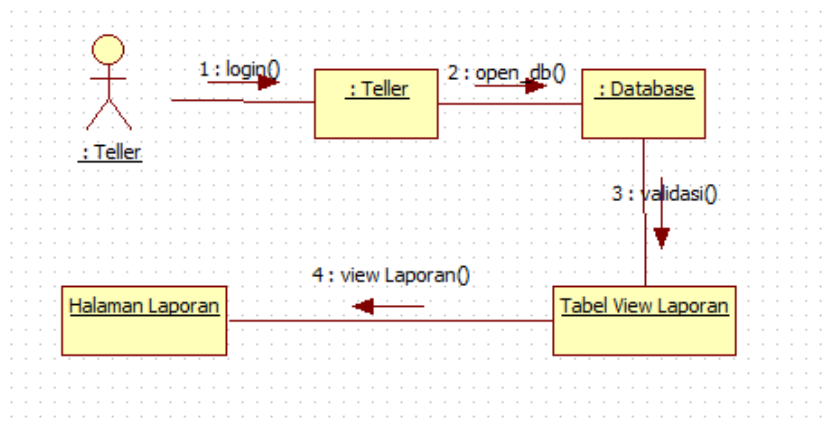 1 : login()
2 : open_db()
: Teller
: Database
: Teller
3 : validasi()
4 : view Laporan()
Halaman Laporan
Tabel View Laporan